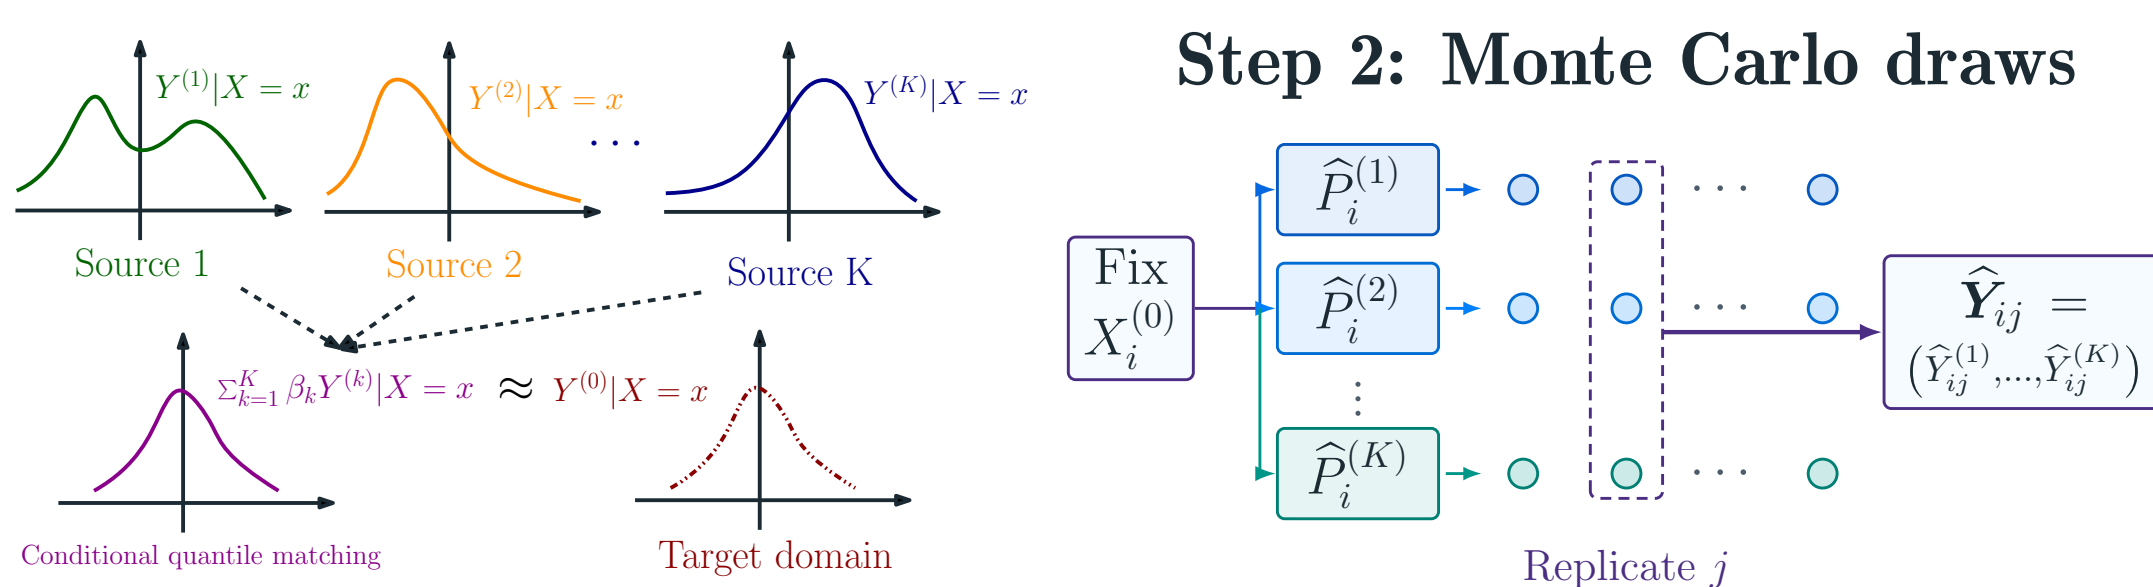 Y^{(1)}|X = x
Y^{(2)}|X = x
· · ·
Y^{(K)}|X = x
Source 1
Source 2
Source K
Σ_{k=1}^{K} β_k Y^{(k)}|X = x ≈ Y^{(0)}|X = x
Conditional quantile matching
Target domain
Step 2: Monte Carlo draws
Fix
X_i^{(0)}
\widehat{P}_i^{(1)}
· · ·
\widehat{P}_i^{(2)}
· · ·
⋮
\widehat{P}_i^{(K)}
· · ·
\widehat{\boldsymbol{Y}}_{ij} =
(\widehat{Y}_{ij}^{(1)},...,\widehat{Y}_{ij}^{(K)})
Replicate j